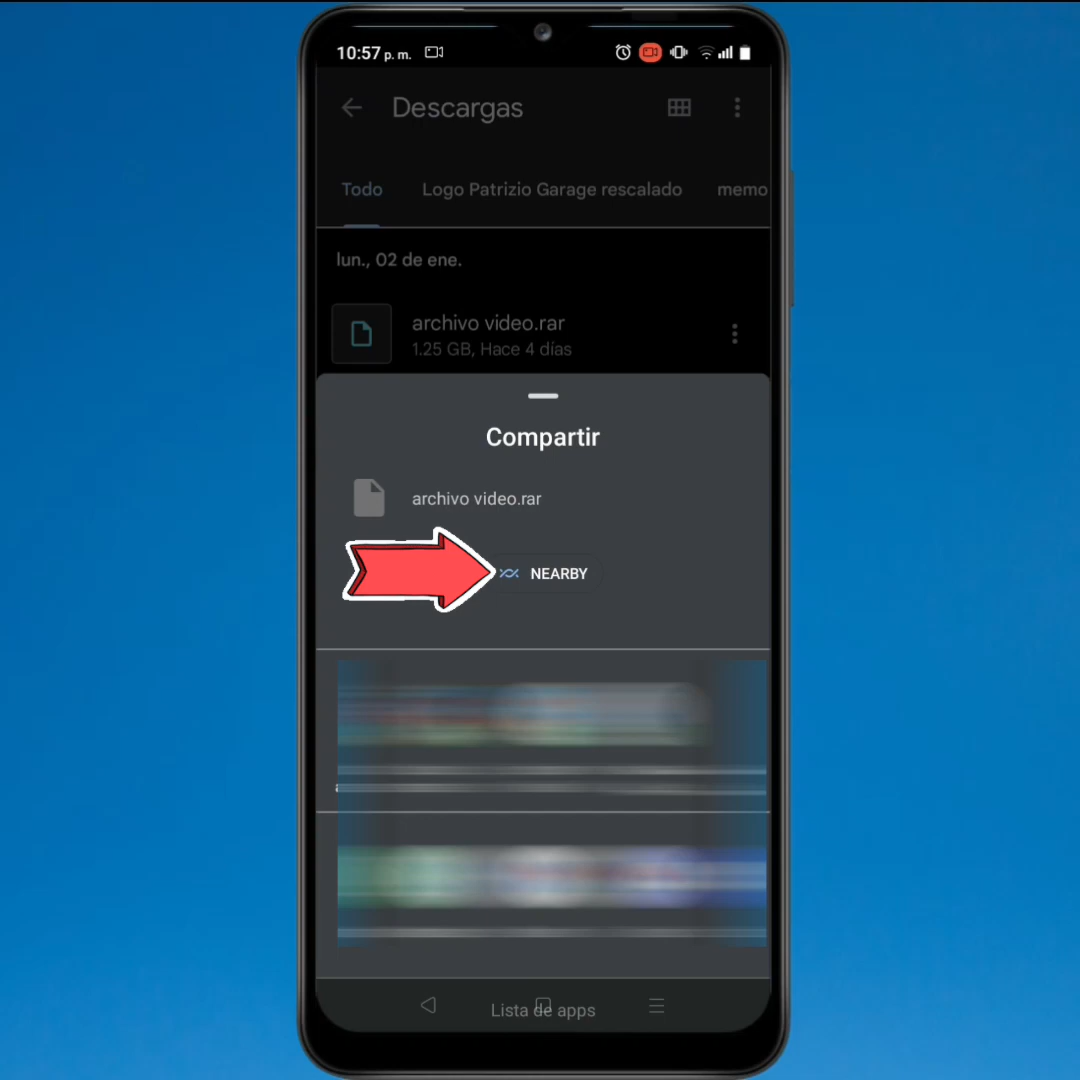 10:57 p. m.
Descargas
Todo Logo Patrizio Garage rescalado memo
lun., 02 de ene.
archivo video.rar
1.25 GB, Hace 4 días
Compartir
archivo video.rar
NEARBY
Lista de apps